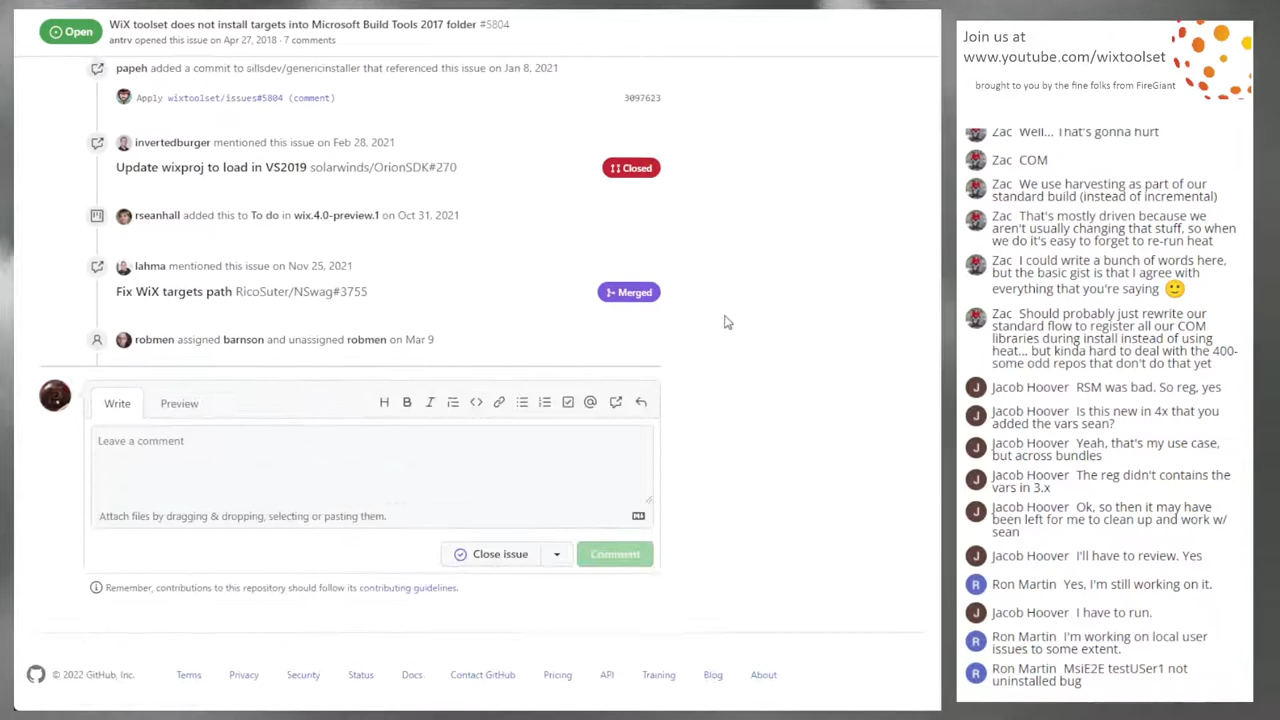 Open
WiX toolset does not install targets into Microsoft Build Tools 2017 folder #5804
antrv opened this issue on Apr 27, 2018 · 7 comments
papeh added a commit to sillsdev/genericinstaller that referenced this issue on Jan 8, 2021
Apply wixtoolset/issues#5804 (comment)
3097623
invertedburger mentioned this issue on Feb 28, 2021
Update wixproj to load in VS2019 solarwinds/OrionSDK#270
Closed
rseanhall added this to To do in wix.4.0-preview.1 on Oct 31, 2021
lahma mentioned this issue on Nov 25, 2021
Fix WiX targets path RicoSuter/NSwag#3755
Merged
robmen assigned barnson and unassigned robmen on Mar 9
Write
Preview
Leave a comment
Attach files by dragging & dropping, selecting or pasting them.
Close issue
Comment
Remember, contributions to this repository should follow its contributing guidelines.
© 2022 GitHub, Inc.
Terms
Privacy
Security
Status
Docs
Contact GitHub
Pricing
API
Training
Blog
About
Join us at
www.youtube.com/wixtoolset
brought to you by the fine folks from FireGiant
Zac Well... That's gonna hurt
Zac COM
Zac We use harvesting as part of our
standard build (instead of incremental)
Zac That's mostly driven because we
aren't usually changing that stuff, so when
we do it's easy to forget to re-run heat
Zac I could write a bunch of words here,
but the basic gist is that I agree with
everything that you're saying 🙂
Zac Should probably just rewrite our
standard flow to register all our COM
libraries during install instead of using
heat... but kinda hard to deal with the 400-
some odd repos that don't do that yet
Jacob Hoover RSM was bad. So reg, yes
Jacob Hoover Is this new in 4x that you
added the vars sean?
Jacob Hoover Yeah, that's my use case,
but across bundles
Jacob Hoover The reg didn't contains the
vars in 3.x
Jacob Hoover Ok, so then it may have
been left for me to clean up and work w/
sean
Jacob Hoover I'll have to review. Yes
Ron Martin Yes, I'm still working on it.
Jacob Hoover I have to run.
Ron Martin I'm working on local user
issues to some extent.
Ron Martin MsiE2E testUSer1 not
uninstalled bug